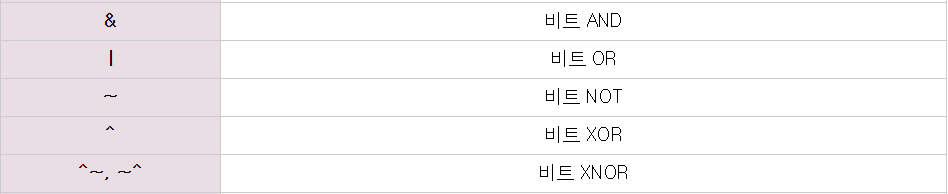 & 비트 AND
| 비트 OR
~ 비트 NOT
^ 비트 XOR
^~, ~^ 비트 XNOR